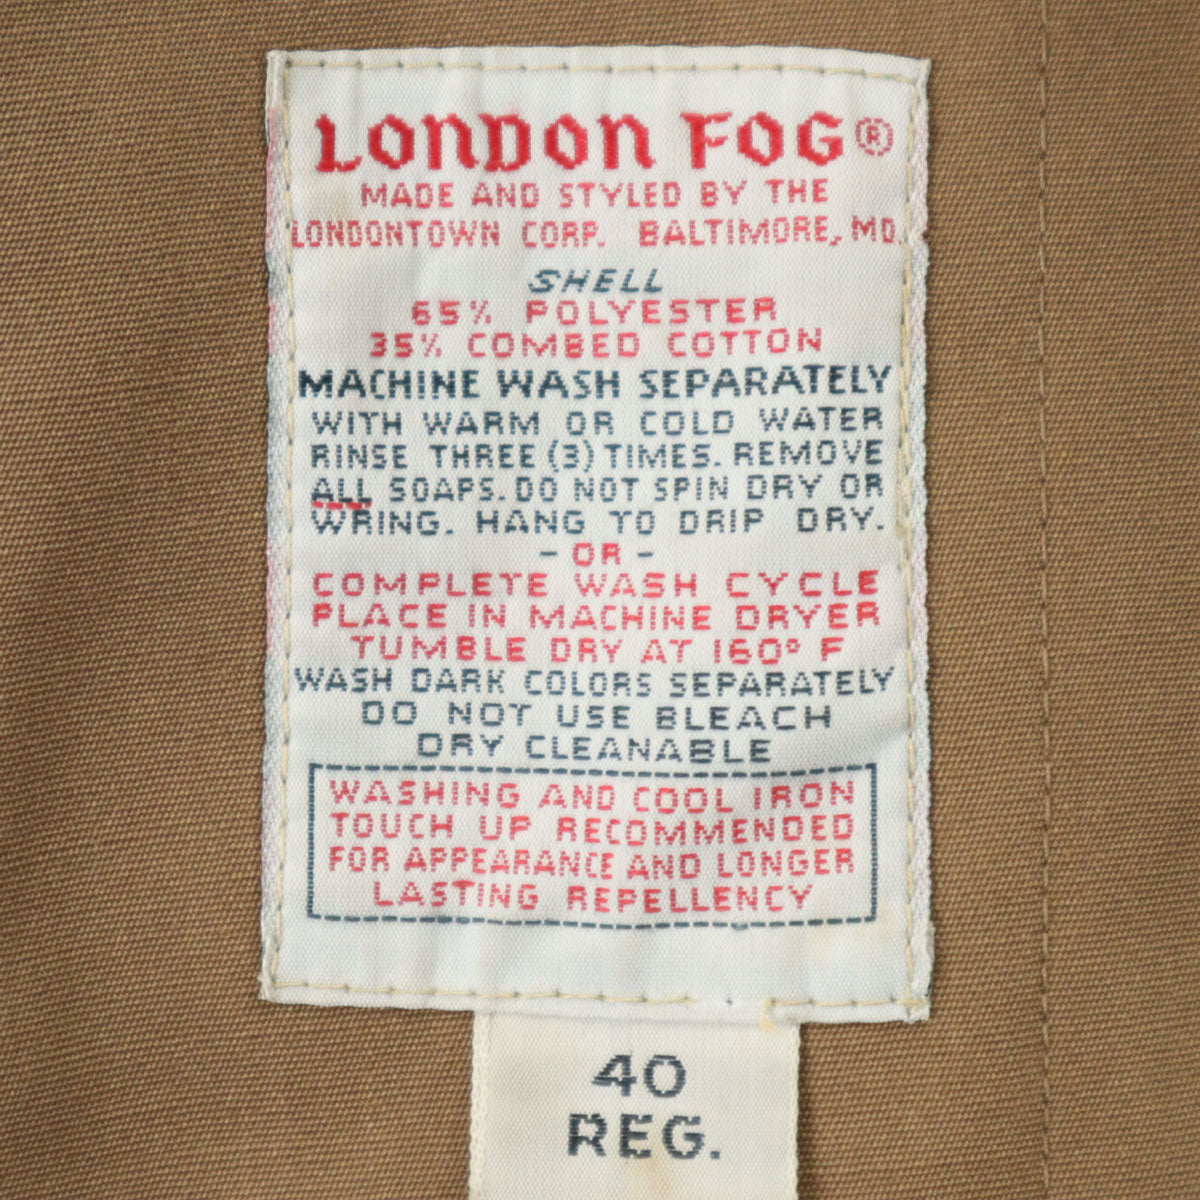 LONDON FOG®
MADE AND STYLED BY THE
LONDONTOWN CORP. BALTIMORE, MD.
SHELL
65% POLYESTER
35% COMBED COTTON
MACHINE WASH SEPARATELY
WITH WARM OR COLD WATER
RINSE THREE (3) TIMES. REMOVE
ALL SOAPS. DO NOT SPIN DRY OR
WRING. HANG TO DRIP DRY.
- OR -
COMPLETE WASH CYCLE
PLACE IN MACHINE DRYER
TUMBLE DRY AT 160° F
WASH DARK COLORS SEPARATELY
DO NOT USE BLEACH
DRY CLEANABLE
WASHING AND COOL IRON
TOUCH UP RECOMMENDED
FOR APPEARANCE AND LONGER
LASTING REPELLENCY
40
REG.